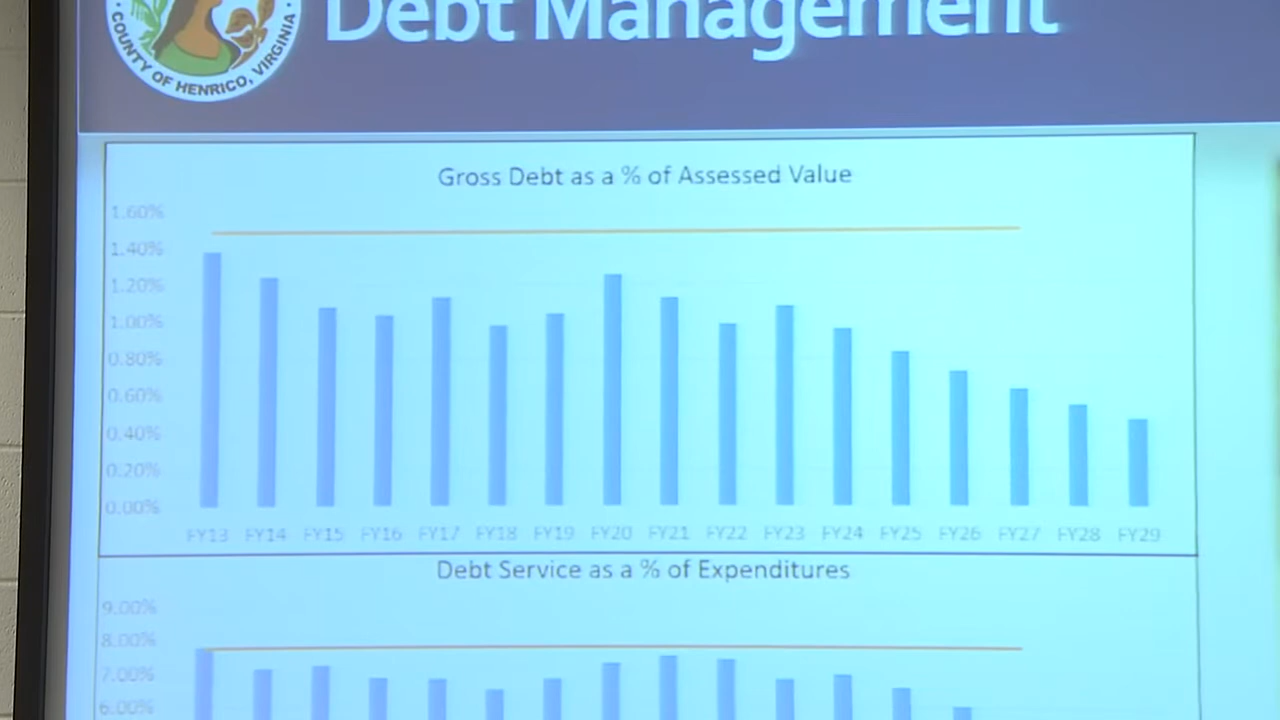 Debt Management
· COUNTY OF HENRICO, VIRGINIA ·
Gross Debt as a % of Assessed Value
1.60%
1.40%
1.20%
1.00%
0.80%
0.60%
0.40%
0.20%
0.00%
FY13 FY14 FY15 FY16 FY17 FY18 FY19 FY20 FY21 FY22 FY23 FY24 FY25 FY26 FY27 FY28 FY29
Debt Service as a % of Expenditures
9.00%
8.00%
7.00%
6.00%